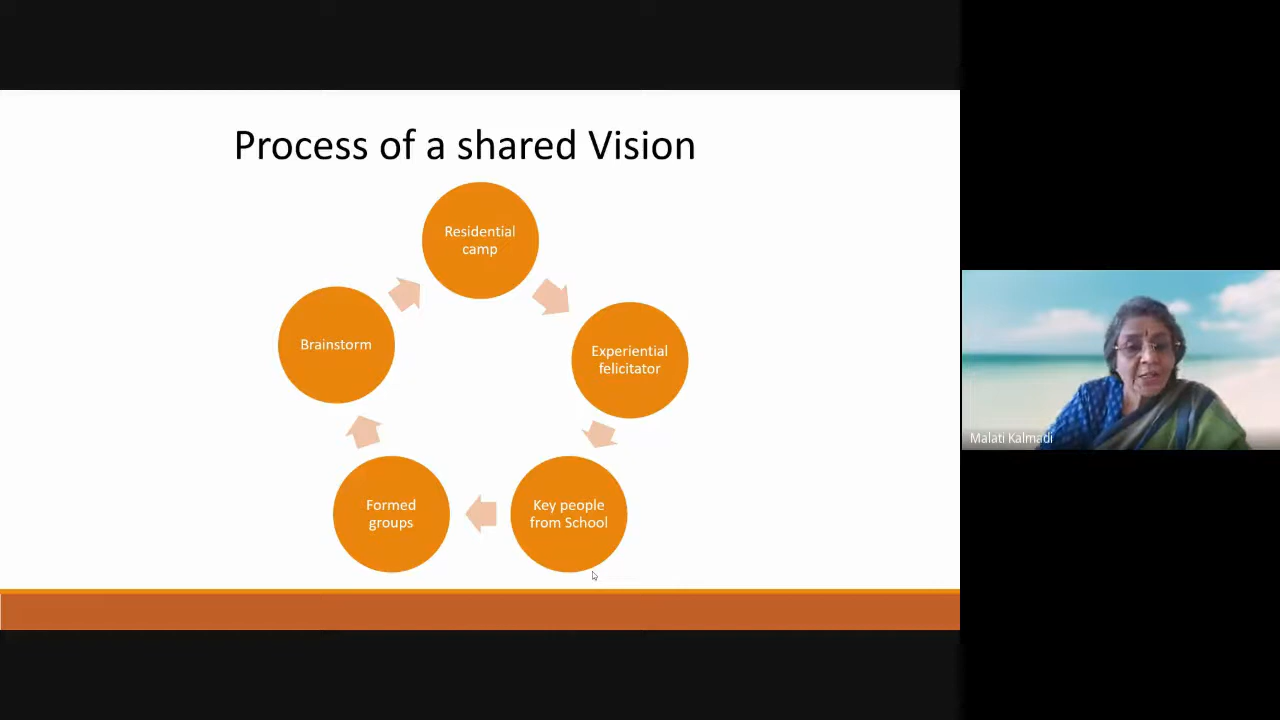 Process of a shared Vision
Residential
camp
Experiential
felicitator
Key people
from School
Formed
groups
Brainstorm
Malati Kalmadi